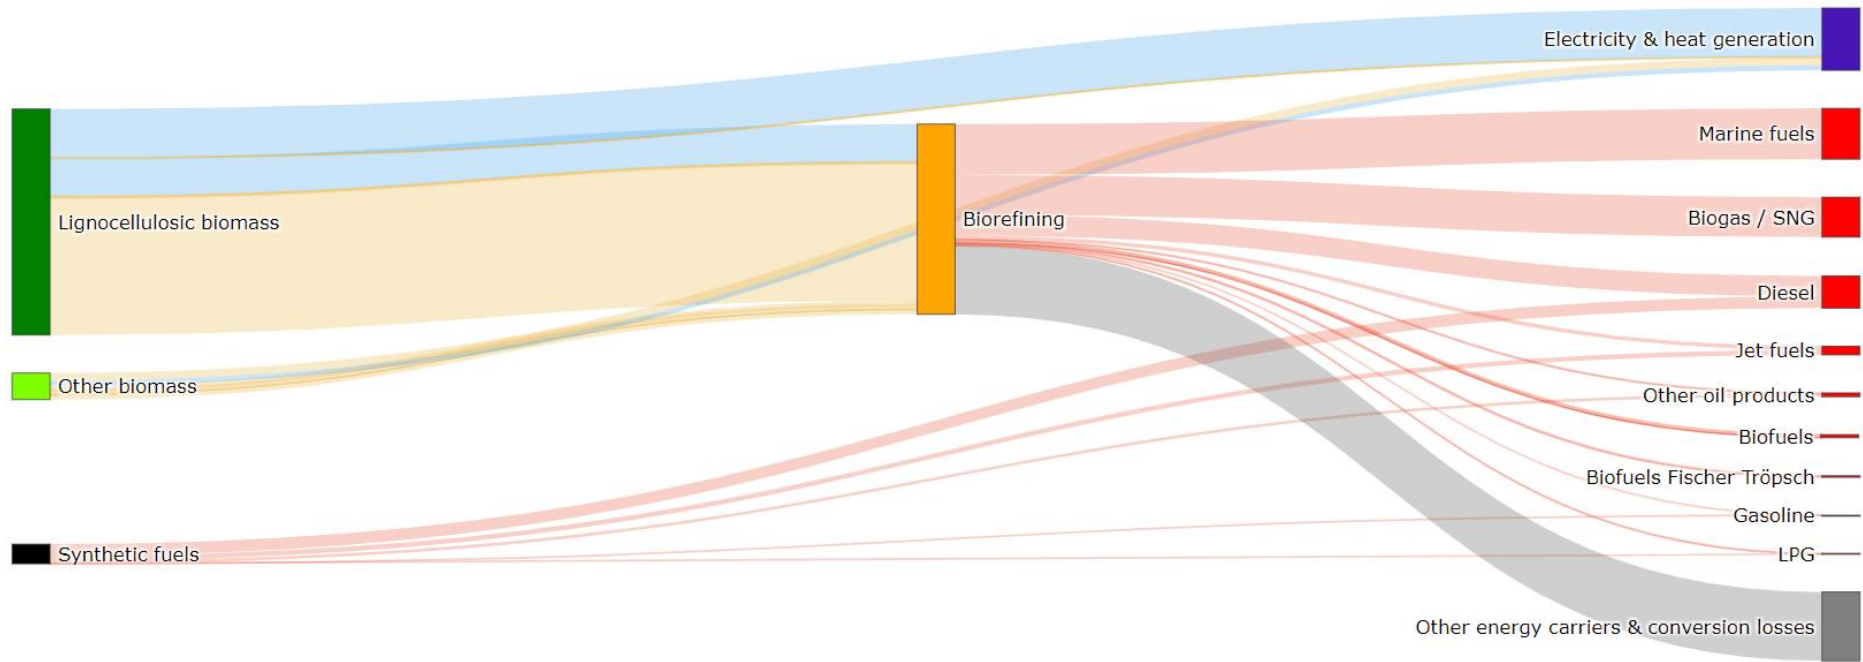 Electricity & heat generation
Marine fuels
Lignocellulosic biomass
Biorefining
Biogas / SNG
Diesel
Jet fuels
Other biomass
Other oil products
Biofuels
Biofuels Fischer Tröpsch
Gasoline
Synthetic fuels
LPG
Other energy carriers & conversion losses